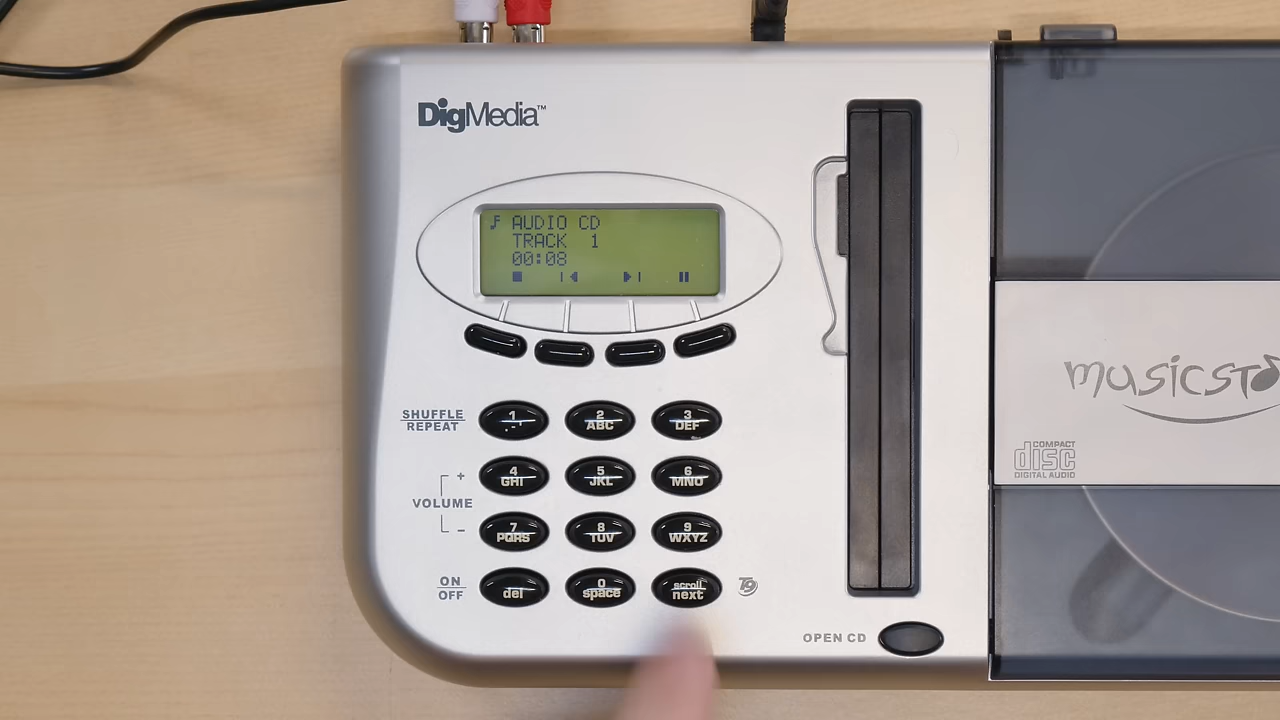 DigMedia™
AUDIO CD
TRACK 1
00:08
SHUFFLE
REPEAT
1
2
ABC
3
DEF
VOLUME
+
-
4
GHI
5
JKL
6
MNO
7
PQRS
8
TUV
9
WXYZ
ON
OFF
del
0
space
scroll
next
T9
OPEN CD
COMPACT
disc
DIGITAL AUDIO